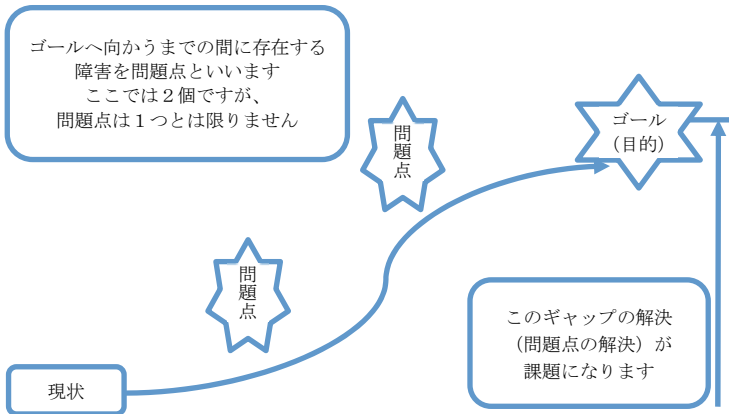 ゴールへ向かうまでの間に存在する
障害を問題点といいます
ここでは２個ですが、
問題点は１つとは限りません
問題点
ゴール
（目的）
問題点
このギャップの解決
（問題点の解決）が
課題になります
現状